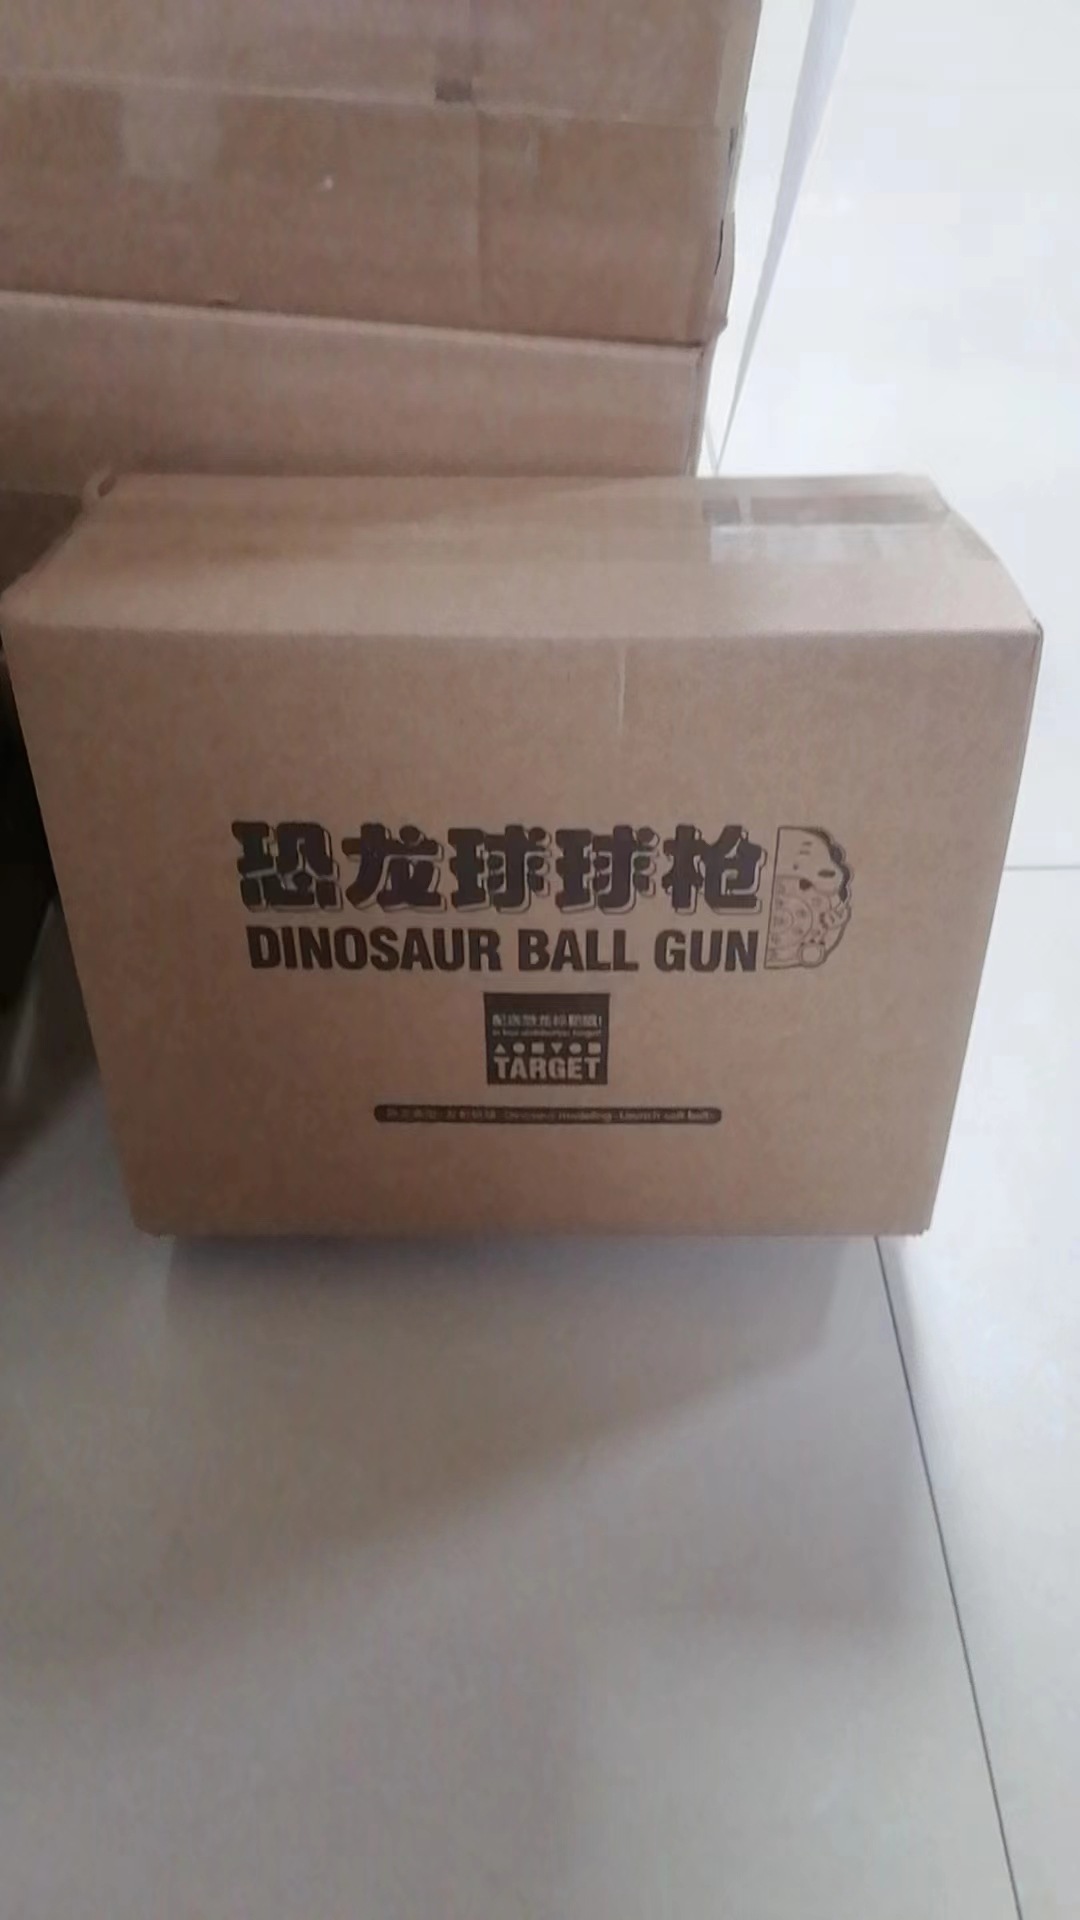 恐龙球球枪
DINOSAUR BALL GUN
TARGET